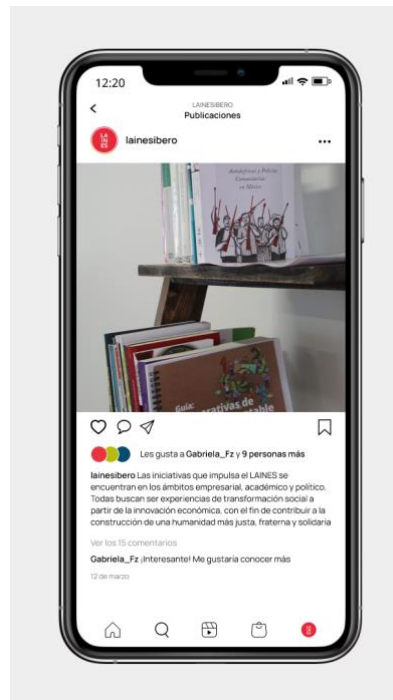 12:20
LAINESIBERO
Publicaciones
LA
IN
ES
lainesibero
Autodefensas y Policías
Comunitarias
en México
Guía:
Les gusta a Gabriela_Fz y 9 personas más
lainesibero Las iniciativas que impulsa el LAINES se
encuentran en los ámbitos empresarial, académico y político.
Todas buscan ser experiencias de transformación social a
partir de la innovación económica, con el fin de contribuir a la
construcción de una humanidad más justa, fraterna y solidaria
Ver los 15 comentarios
Gabriela_Fz ¡Interesante! Me gustaría conocer más
12 de marzo